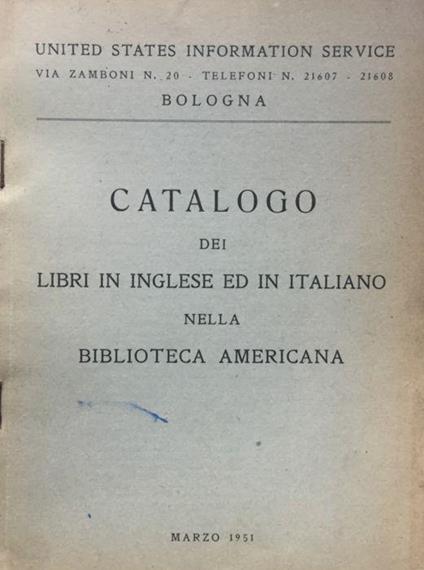 UNITED STATES INFORMATION SERVICE
VIA ZAMBONI N. 20 - TELEFONI N. 21607 - 21608
BOLOGNA
CATALOGO
DEI
LIBRI IN INGLESE ED IN ITALIANO
NELLA
BIBLIOTECA AMERICANA
MARZO 1951